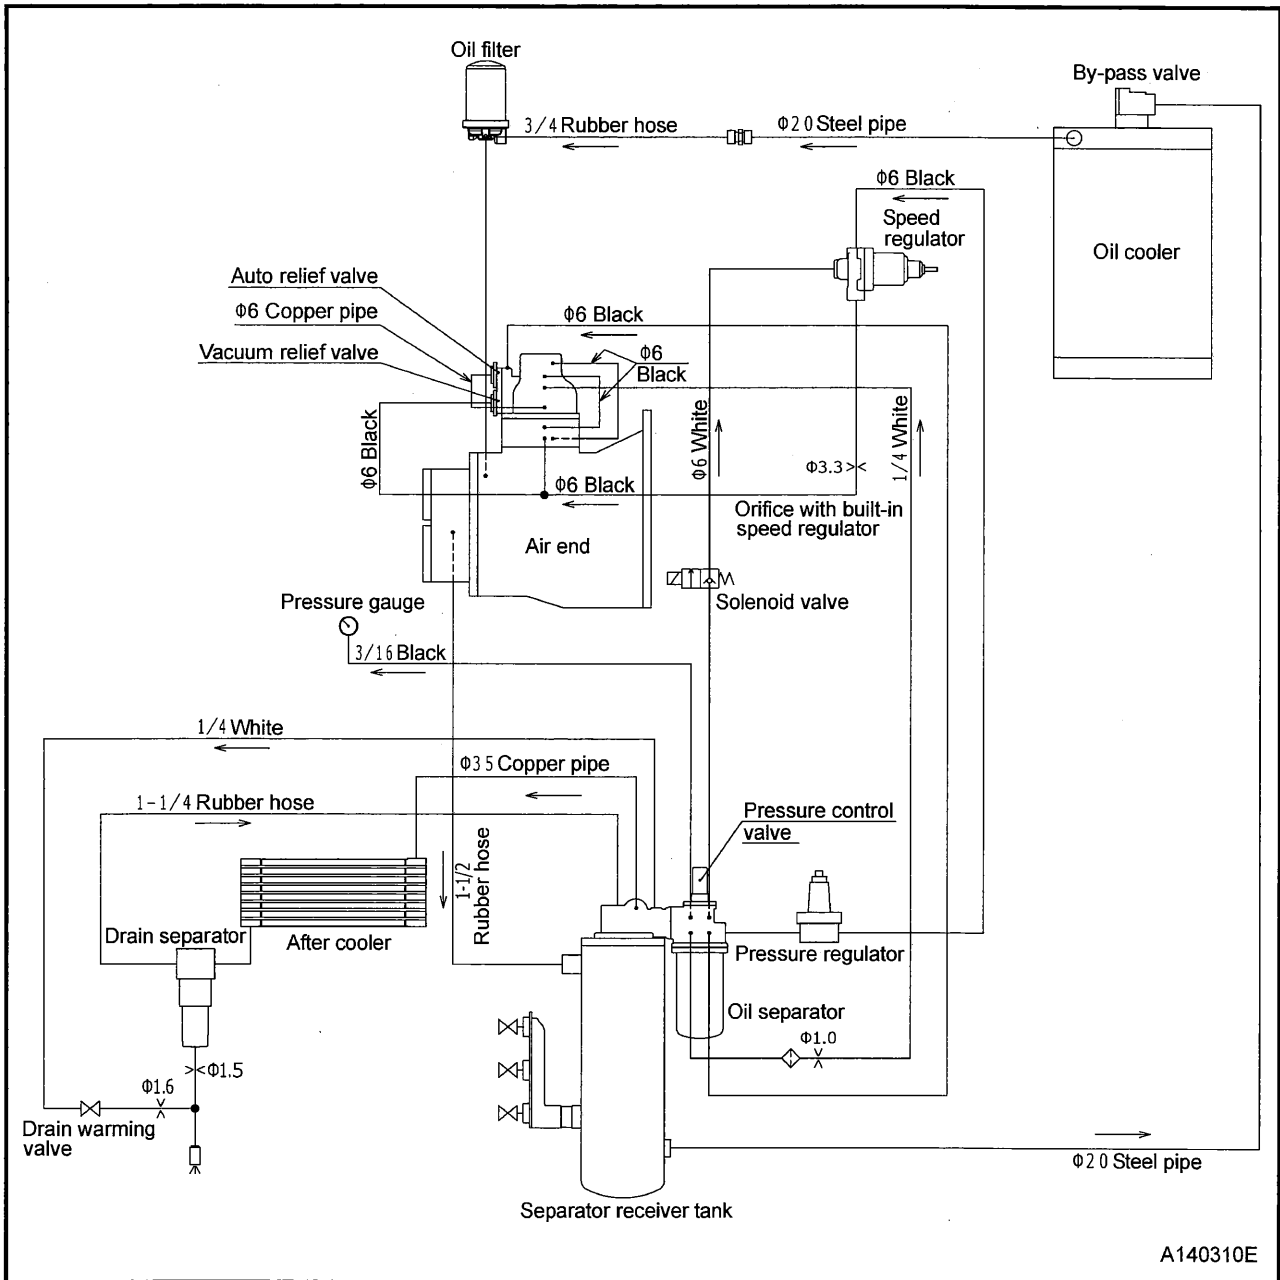 Oil filter
By-pass valve
3/4 Rubber hose
Φ20 Steel pipe
Φ6 Black
Speed
regulator
Oil cooler
Auto relief valve
Φ6 Copper pipe
Φ6 Black
Vacuum relief valve
Φ6
Black
Φ6 Black
Φ6 White
1/4 White
Φ3.3
Φ6 Black
Orifice with built-in
speed regulator
Air end
Solenoid valve
Pressure gauge
3/16 Black
1/4 White
Φ35 Copper pipe
1-1/4 Rubber hose
Pressure control
valve
1-1/2
Rubber hose
Drain separator
After cooler
Pressure regulator
Oil separator
Φ1.0
Φ1.5
Φ1.6
Drain warming
valve
Φ20 Steel pipe
Separator receiver tank
A140310E